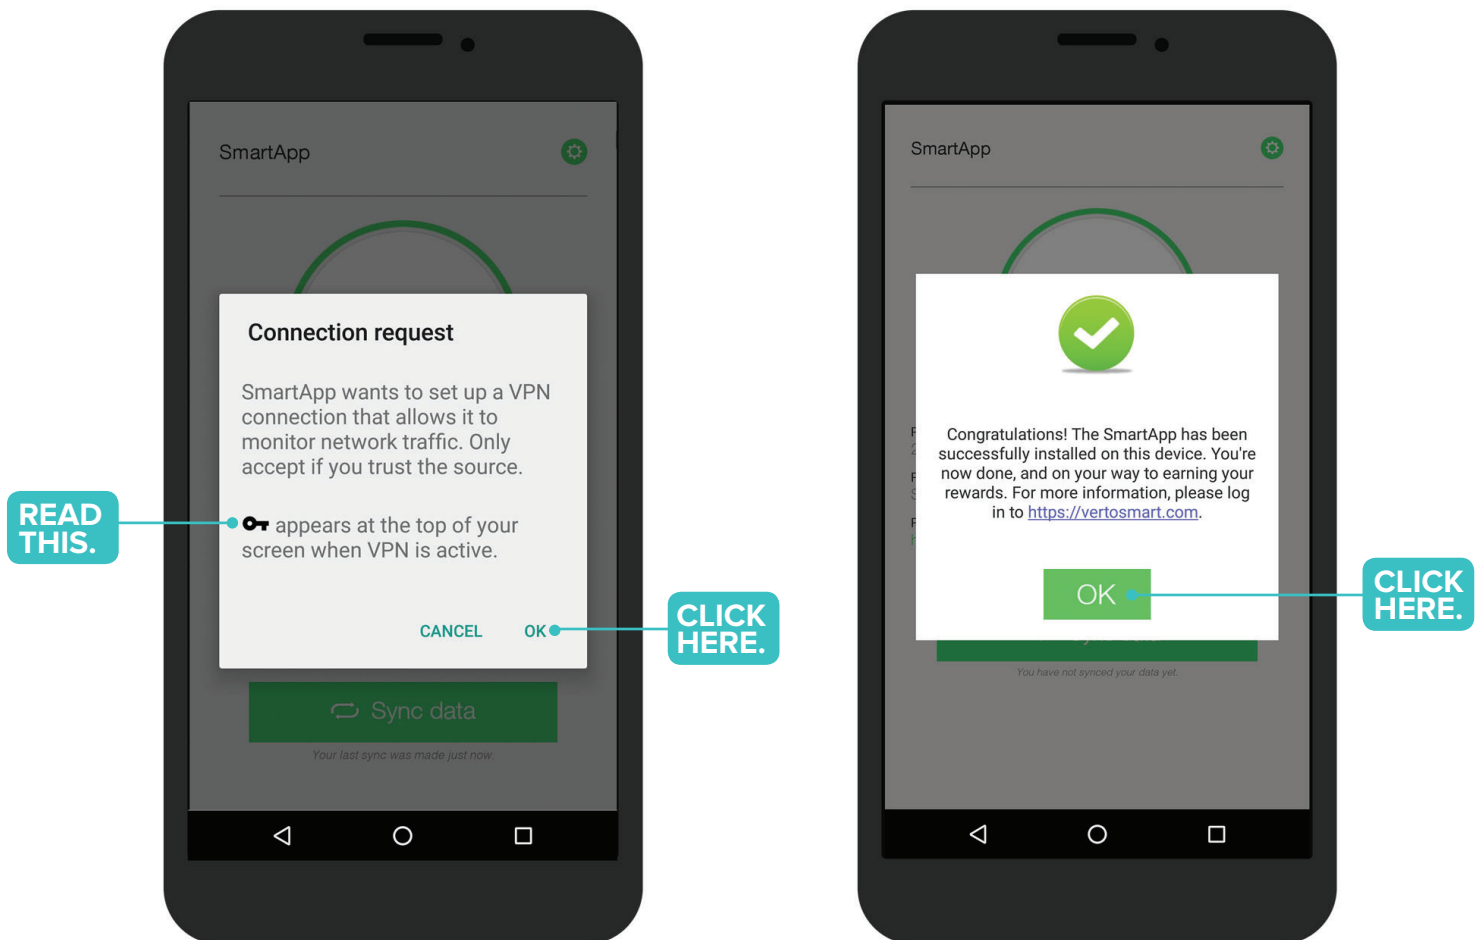 SmartApp
Connection request
SmartApp wants to set up a VPN
connection that allows it to
monitor network traffic. Only
accept if you trust the source.
appears at the top of your
screen when VPN is active.
CANCEL OK
Sync data
Your last sync was made just now.
READ
THIS.
CLICK
HERE.
SmartApp
Congratulations! The SmartApp has been
successfully installed on this device. You're
now done, and on your way to earning your
rewards. For more information, please log
in to https://vertosmart.com.
OK
You have not synced your data yet.
CLICK
HERE.